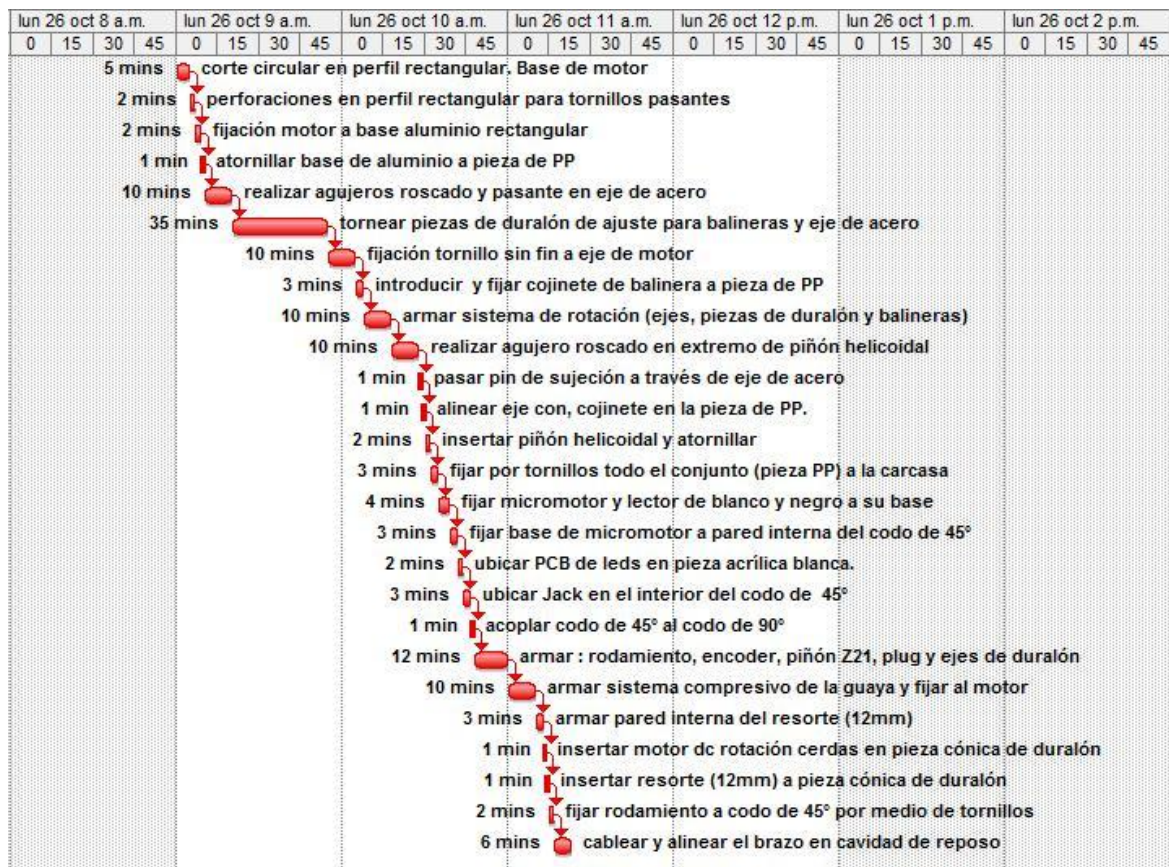 lun 26 oct 8 a.m. lun 26 oct 9 a.m. lun 26 oct 10 a.m. lun 26 oct 11 a.m. lun 26 oct 12 p.m. lun 26 oct 1 p.m. lun 26 oct 2 p.m.
0 15 30 45 0 15 30 45 0 15 30 45 0 15 30 45 0 15 30 45 0 15 30 45 0 15 30 45
5 mins corte circular en perfil rectangular. Base de motor
2 mins perforaciones en perfil rectangular para tornillos pasantes
2 mins fijación motor a base aluminio rectangular
1 min atornillar base de aluminio a pieza de PP
10 mins realizar agujeros roscado y pasante en eje de acero
35 mins tornear piezas de duralón de ajuste para balineras y eje de acero
10 mins fijación tornillo sin fin a eje de motor
3 mins introducir y fijar cojinete de balinera a pieza de PP
10 mins armar sistema de rotación (ejes, piezas de duralón y balineras)
10 mins realizar agujero roscado en extremo de piñón helicoidal
1 min pasar pin de sujeción a través de eje de acero
1 min alinear eje con, cojinete en la pieza de PP.
2 mins insertar piñón helicoidal y atornillar
3 mins fijar por tornillos todo el conjunto (pieza PP) a la carcasa
4 mins fijar micromotor y lector de blanco y negro a su base
3 mins fijar base de micromotor a pared interna del codo de 45º
2 mins ubicar PCB de leds en pieza acrílica blanca.
3 mins ubicar Jack en el interior del codo de 45º
1 min acoplar codo de 45º al codo de 90º
12 mins armar : rodamiento, encoder, piñón Z21, plug y ejes de duralón
10 mins armar sistema compresivo de la guaya y fijar al motor
3 mins armar pared interna del resorte (12mm)
1 min insertar motor dc rotación cerdas en pieza cónica de duralón
1 min insertar resorte (12mm) a pieza cónica de duralón
2 mins fijar rodamiento a codo de 45º por medio de tornillos
6 mins cablear y alinear el brazo en cavidad de reposo